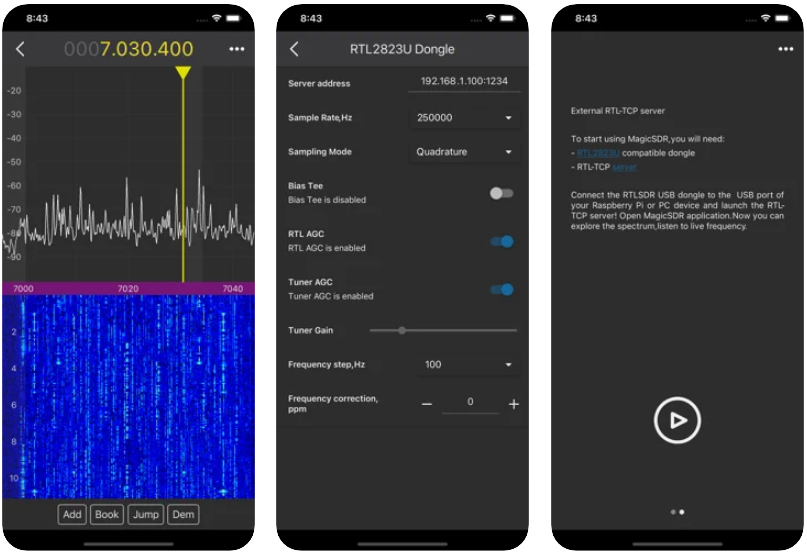 8:43
0007.030.400
-20
-30
-40
-50
-60
-70
-80
-90
7000 7020 7040
2
4
6
8
10
Add Book Jump Dem
8:43
RTL2823U Dongle
Server address 192.168.1.100:1234
Sample Rate,Hz 250000
Sampling Mode Quadrature
Bias Tee
Bias Tee is disabled
RTL AGC
RTL AGC is enabled
Tuner AGC
Tuner AGC is enabled
Tuner Gain
Frequency step,Hz 100
Frequency correction,
ppm
− 0 +
8:43
External RTL-TCP server
To start using MagicSDR,you will need:
- RTL2823U compatible dongle
- RTL-TCP server
Connect the RTLSDR USB dongle to the USB port of
your Raspberry Pi or PC device and launch the RTL-
TCP server! Open MagicSDR application.Now you can
explore the spectrum,listen to live frequency.